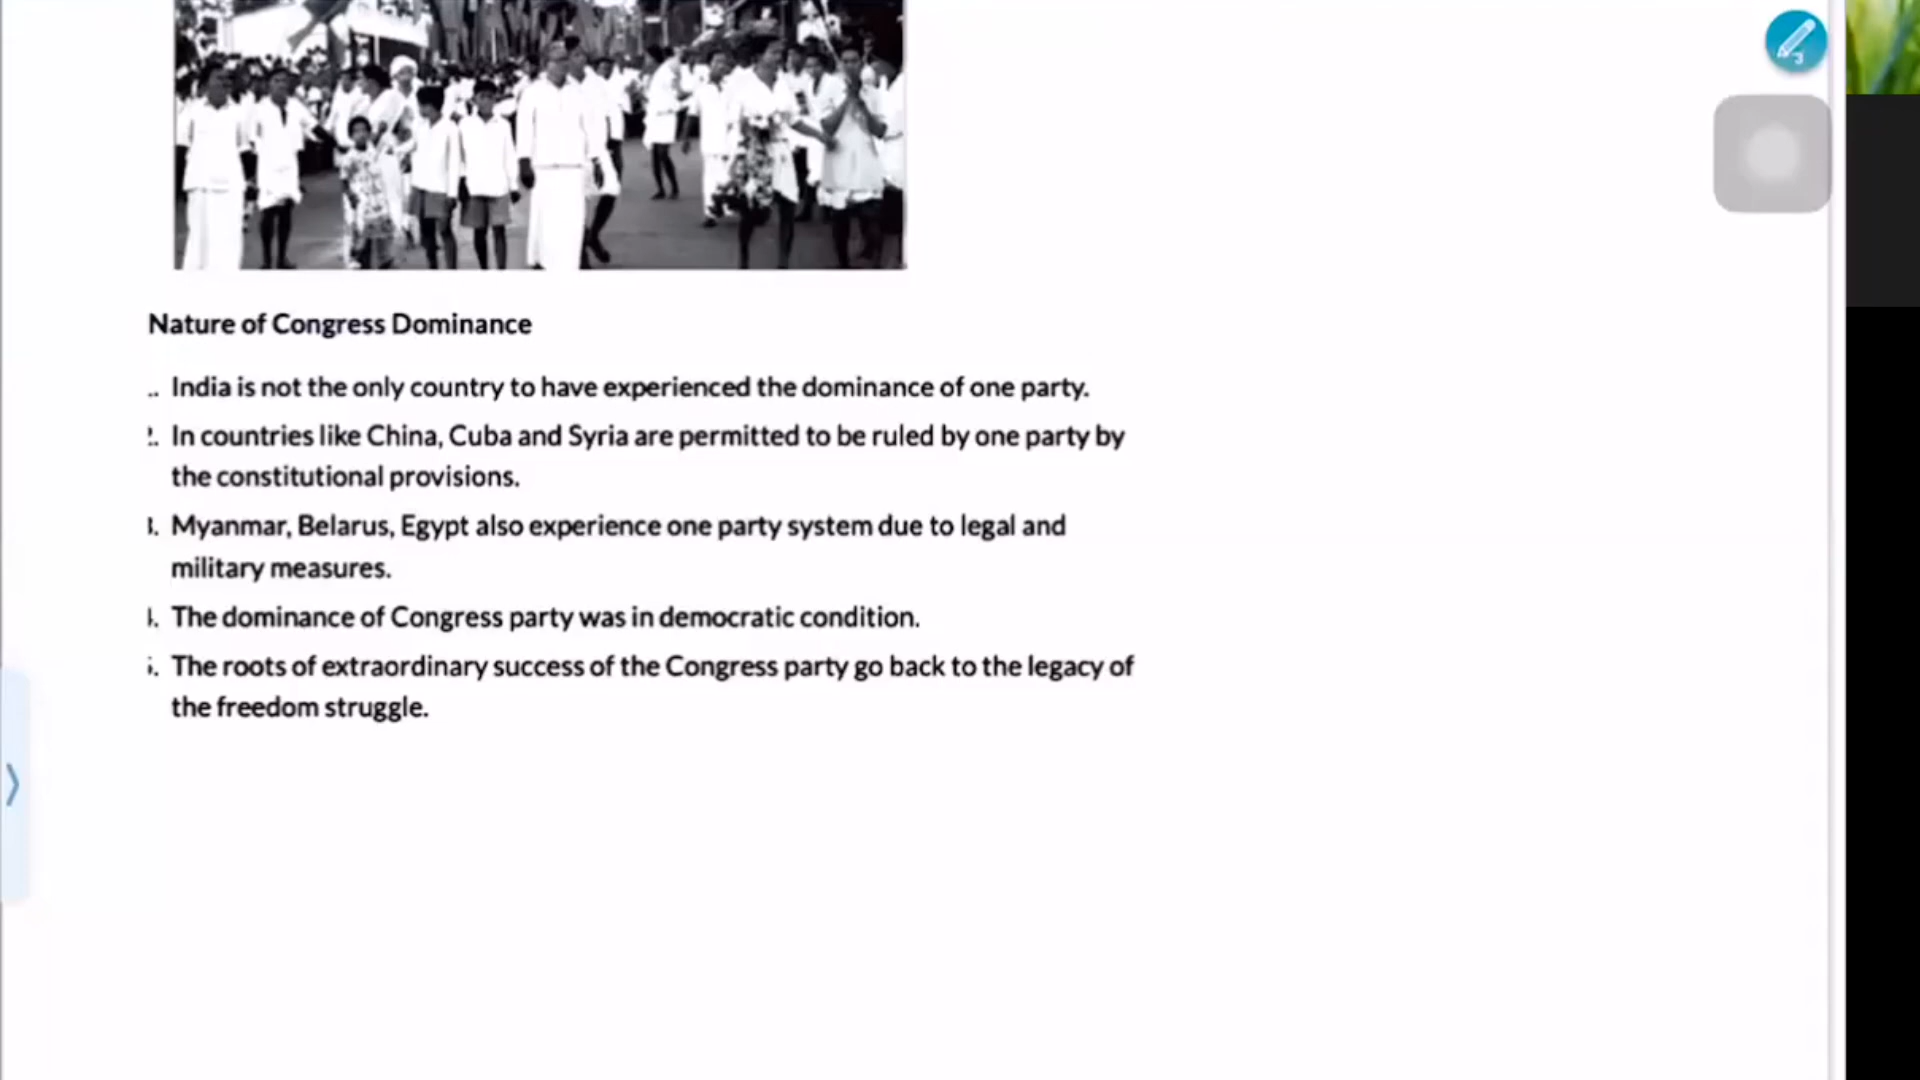 Nature of Congress Dominance
.. India is not the only country to have experienced the dominance of one party.
2. In countries like China, Cuba and Syria are permitted to be ruled by one party by
the constitutional provisions.
3. Myanmar, Belarus, Egypt also experience one party system due to legal and
military measures.
4. The dominance of Congress party was in democratic condition.
5. The roots of extraordinary success of the Congress party go back to the legacy of
the freedom struggle.